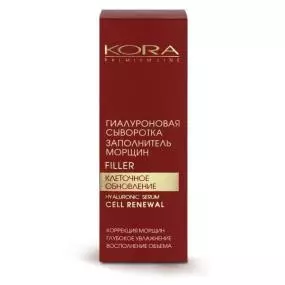 KORA
PREMIUM LINE
ГИАЛУРОНОВАЯ
СЫВОРОТКА
ЗАПОЛНИТЕЛЬ
МОРЩИН
FILLER
КЛЕТОЧНОЕ
ОБНОВЛЕНИЕ
HYALURONIC SERUM
CELL RENEWAL
КОРРЕКЦИЯ МОРЩИН
ГЛУБОКОЕ УВЛАЖНЕНИЕ
ВОСПОЛНЕНИЕ ОБЪЕМА